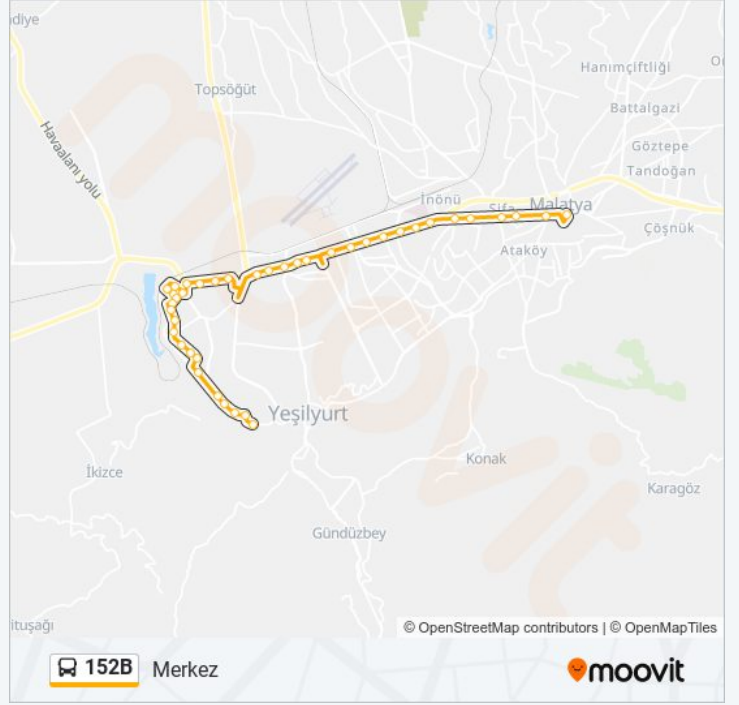 diye
Topsöğüt
Hanımçiftliği
Battalgazi
Havaalanı yolu
Göztepe
Tandoğan
İnönü
Malatya
Çöşnük
Ataköy
Yeşilyurt
Konak
İkizce
Karagöz
Gündüzbey
ituşağı
© OpenStreetMap contributors | © OpenMapTiles
152B Merkez
moovit